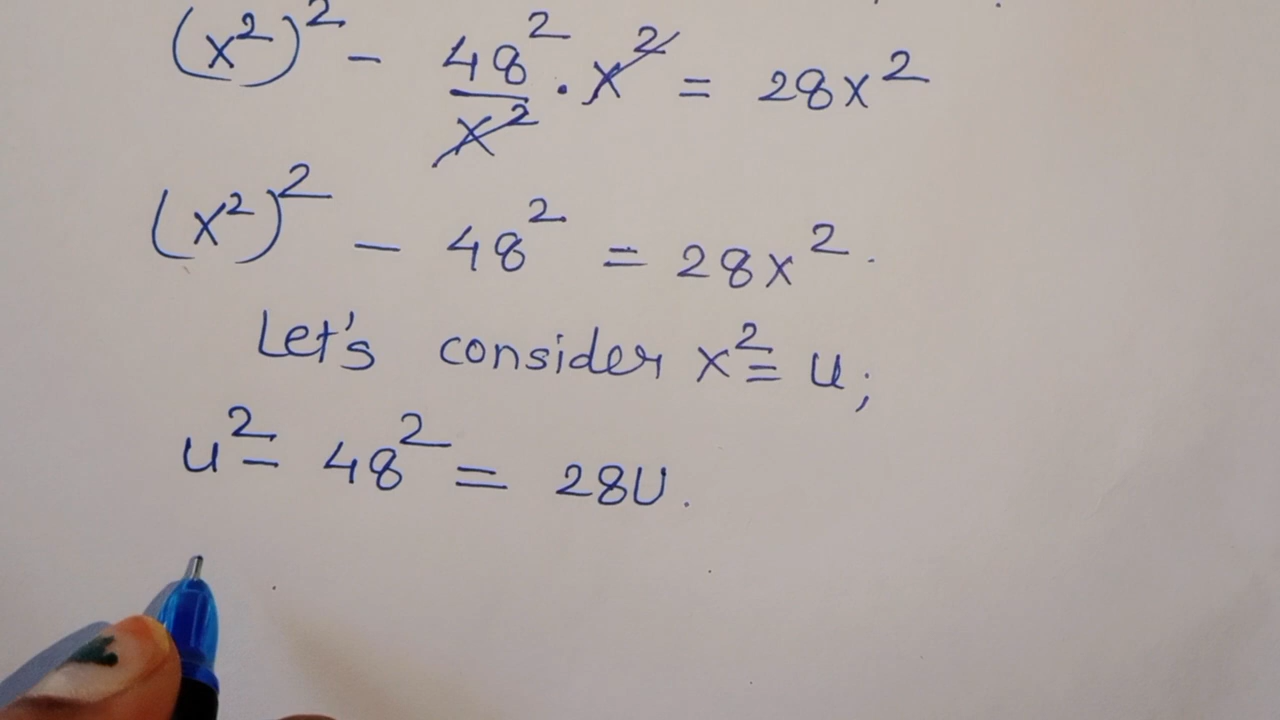 (x²)² - 48²/x² · x² = 28x²
(x²)² - 48² = 28x².
Let's consider x² = u;
u² - 48² = 28U.